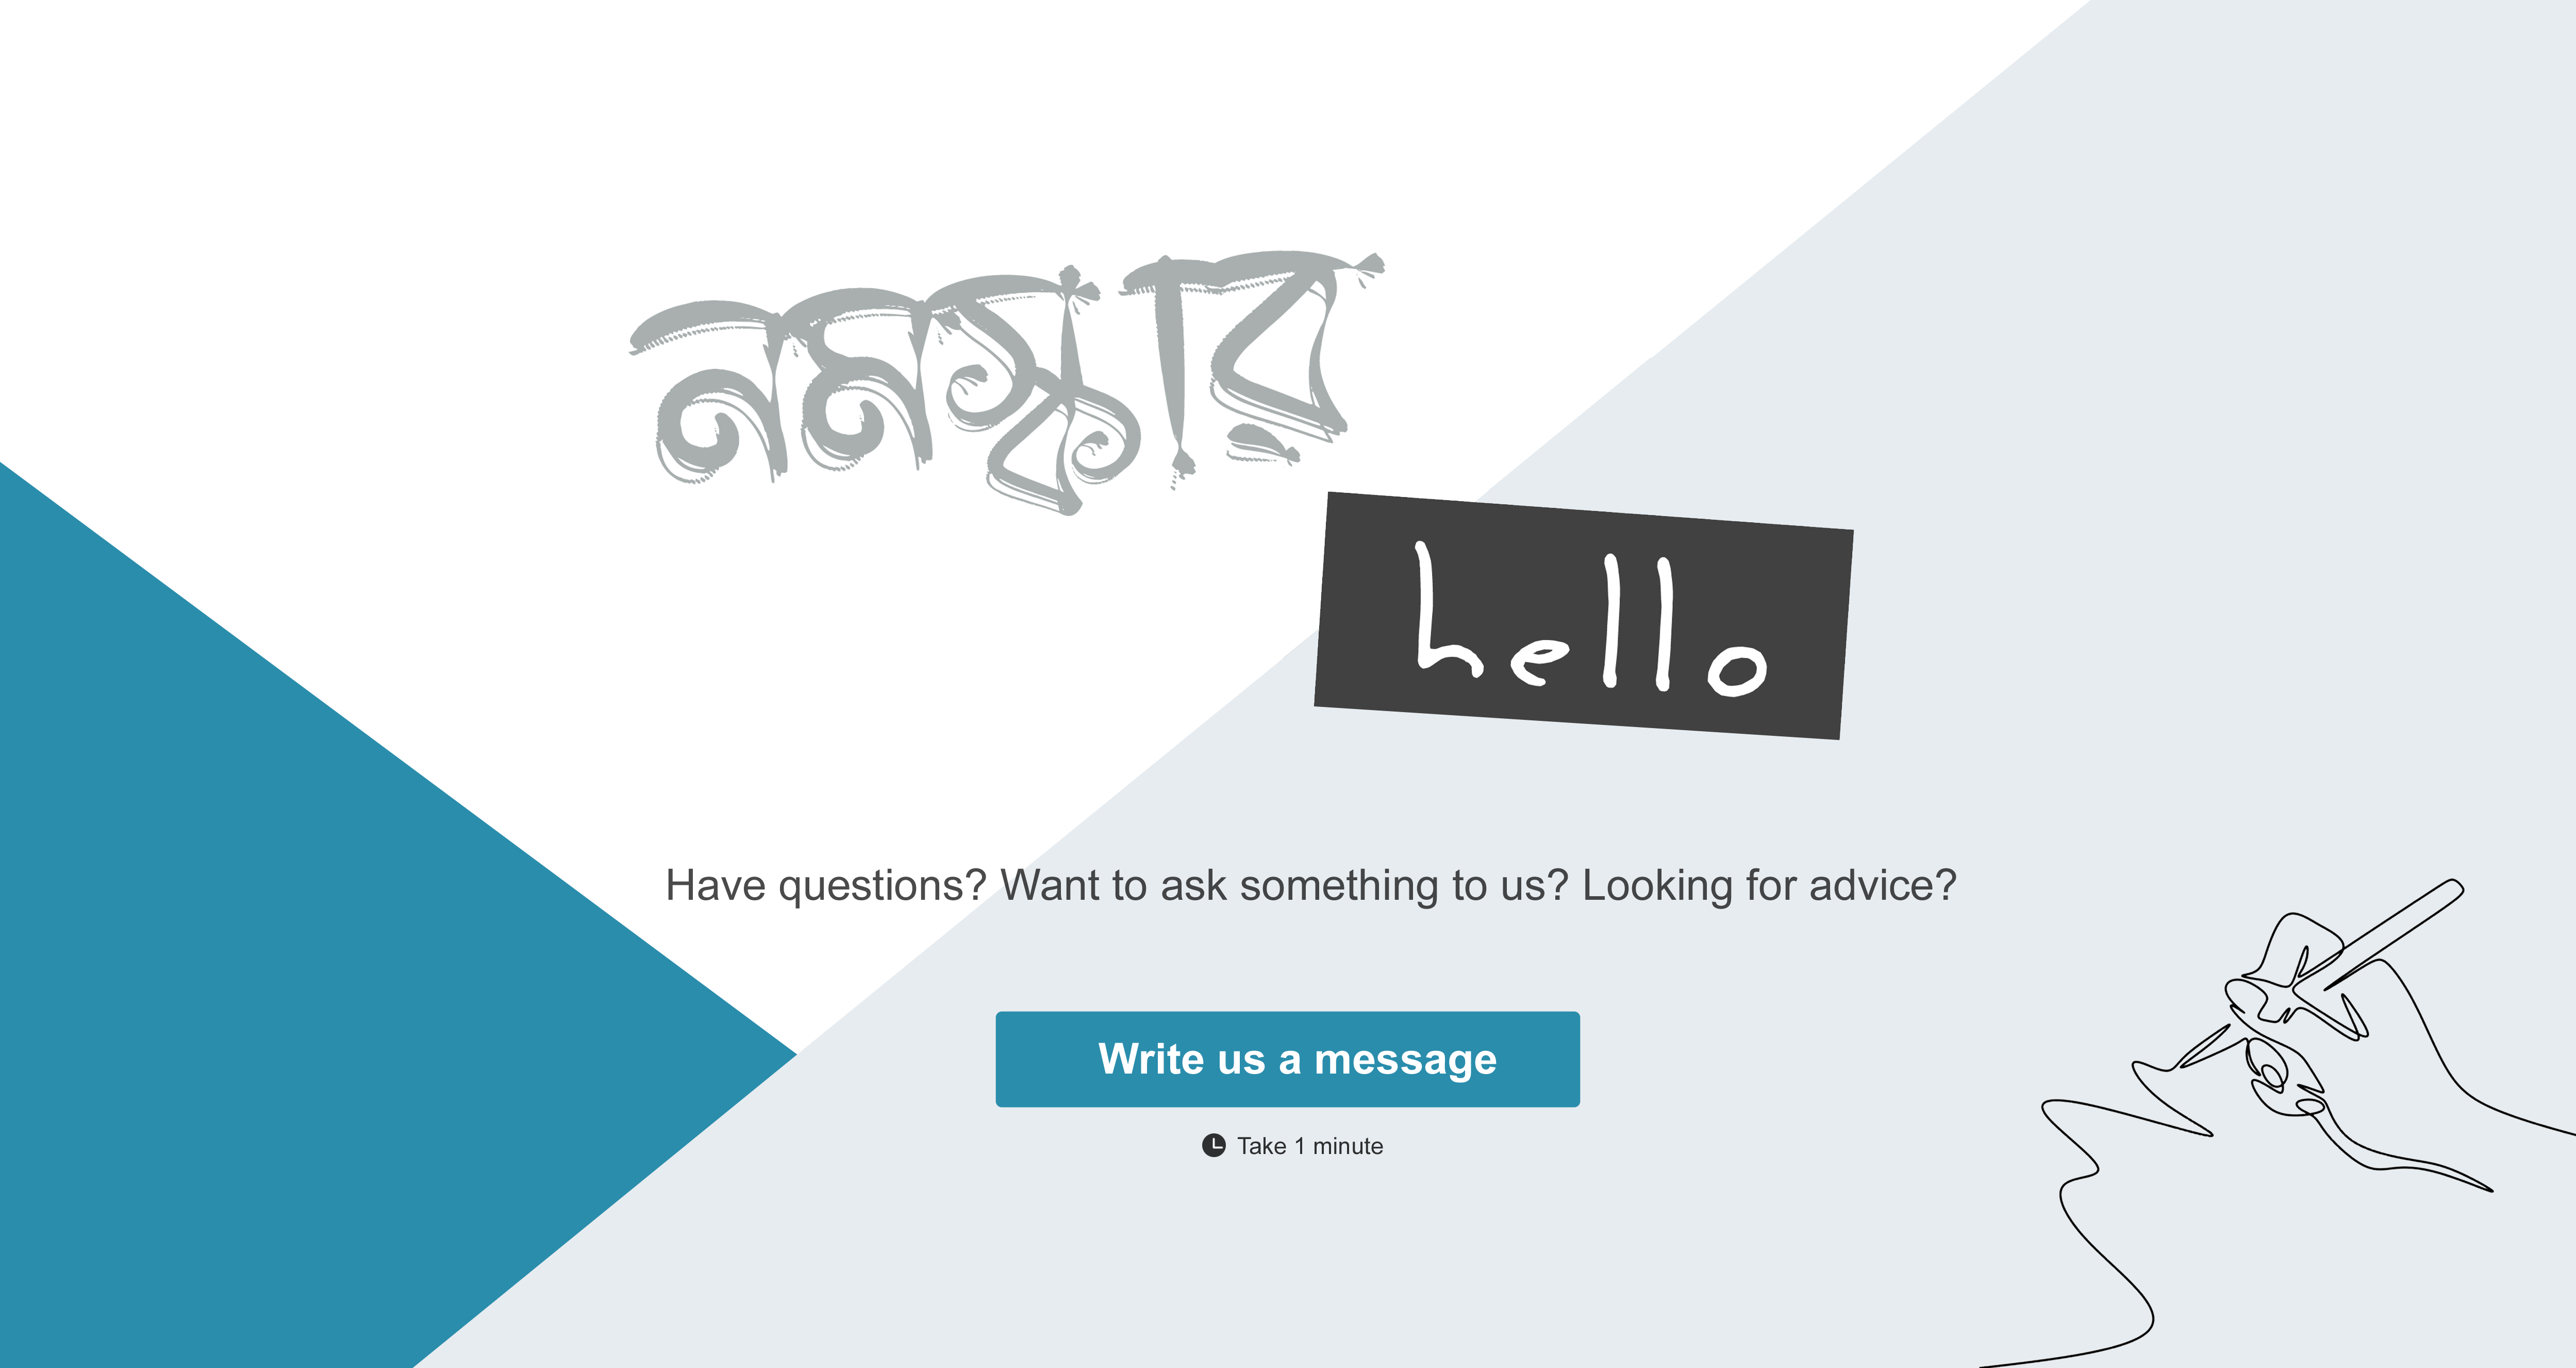 নমস্কার
hello
Have questions? Want to ask something to us? Looking for advice?
Write us a message
Take 1 minute